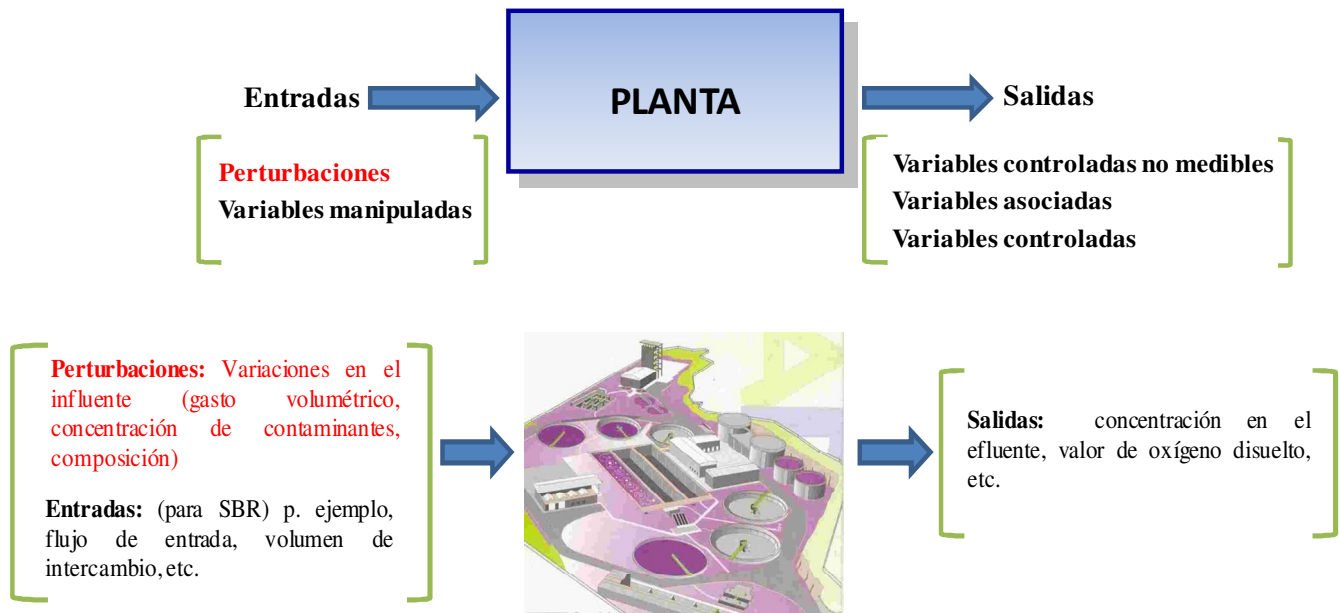 Entradas
PLANTA
Salidas
Perturbaciones
Variables manipuladas
Variables controladas no medibles
Variables asociadas
Variables controladas
Perturbaciones: Variaciones en el
influente (gasto volumétrico,
concentración de contaminantes,
composición)
Entradas: (para SBR) p. ejemplo,
flujo de entrada, volumen de
intercambio, etc.
Salidas: concentración en el
efluente, valor de oxígeno disuelto,
etc.